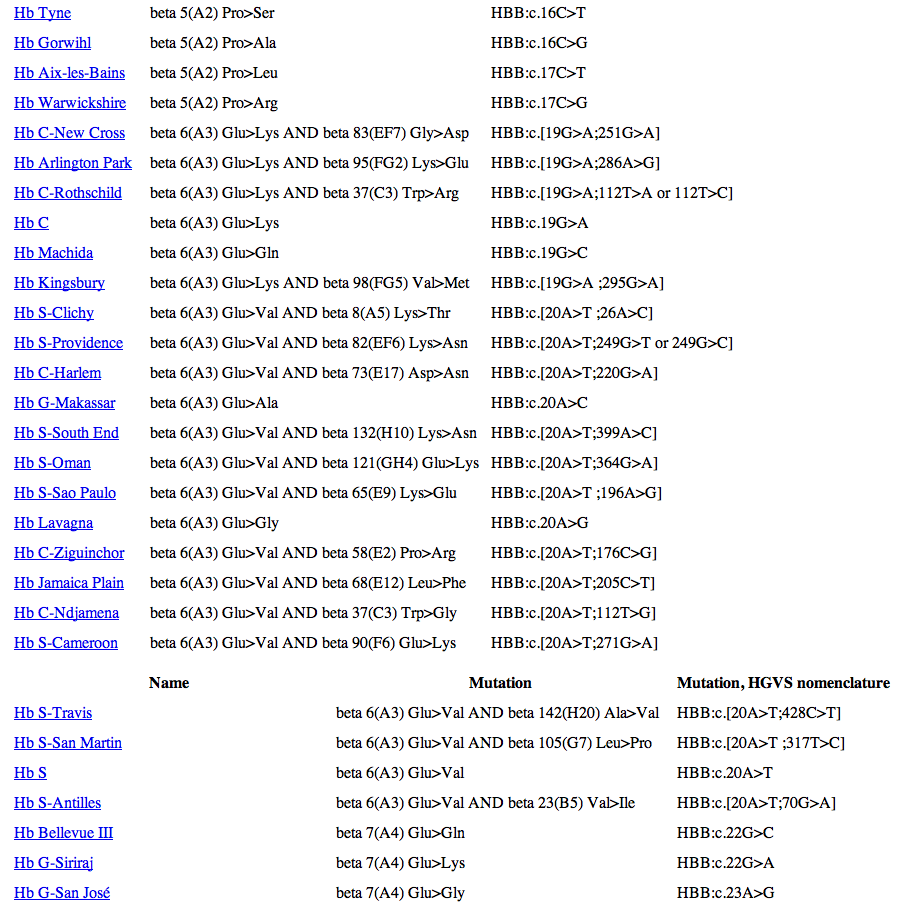 Hb Tyne beta 5(A2) Pro>Ser HBB:c.16C>T
Hb Gorwihl beta 5(A2) Pro>Ala HBB:c.16C>G
Hb Aix-les-Bains beta 5(A2) Pro>Leu HBB:c.17C>T
Hb Warwickshire beta 5(A2) Pro>Arg HBB:c.17C>G
Hb C-New Cross beta 6(A3) Glu>Lys AND beta 83(EF7) Gly>Asp HBB:c.[19G>A;251G>A]
Hb Arlington Park beta 6(A3) Glu>Lys AND beta 95(FG2) Lys>Glu HBB:c.[19G>A;286A>G]
Hb C-Rothschild beta 6(A3) Glu>Lys AND beta 37(C3) Trp>Arg HBB:c.[19G>A;112T>A or 112T>C]
Hb C beta 6(A3) Glu>Lys HBB:c.19G>A
Hb Machida beta 6(A3) Glu>Gln HBB:c.19G>C
Hb Kingsbury beta 6(A3) Glu>Lys AND beta 98(FG5) Val>Met HBB:c.[19G>A ;295G>A]
Hb S-Clichy beta 6(A3) Glu>Val AND beta 8(A5) Lys>Thr HBB:c.[20A>T ;26A>C]
Hb S-Providence beta 6(A3) Glu>Val AND beta 82(EF6) Lys>Asn HBB:c.[20A>T;249G>T or 249G>C]
Hb C-Harlem beta 6(A3) Glu>Val AND beta 73(E17) Asp>Asn HBB:c.[20A>T;220G>A]
Hb G-Makassar beta 6(A3) Glu>Ala HBB:c.20A>C
Hb S-South End beta 6(A3) Glu>Val AND beta 132(H10) Lys>Asn HBB:c.[20A>T;399A>C]
Hb S-Oman beta 6(A3) Glu>Val AND beta 121(GH4) Glu>Lys HBB:c.[20A>T;364G>A]
Hb S-Sao Paulo beta 6(A3) Glu>Val AND beta 65(E9) Lys>Glu HBB:c.[20A>T ;196A>G]
Hb Lavagna beta 6(A3) Glu>Gly HBB:c.20A>G
Hb C-Ziguinchor beta 6(A3) Glu>Val AND beta 58(E2) Pro>Arg HBB:c.[20A>T;176C>G]
Hb Jamaica Plain beta 6(A3) Glu>Val AND beta 68(E12) Leu>Phe HBB:c.[20A>T;205C>T]
Hb C-Ndjamena beta 6(A3) Glu>Val AND beta 37(C3) Trp>Gly HBB:c.[20A>T;112T>G]
Hb S-Cameroon beta 6(A3) Glu>Val AND beta 90(F6) Glu>Lys HBB:c.[20A>T;271G>A]
Name Mutation Mutation, HGVS nomenclature
Hb S-Travis beta 6(A3) Glu>Val AND beta 142(H20) Ala>Val HBB:c.[20A>T;428C>T]
Hb S-San Martin beta 6(A3) Glu>Val AND beta 105(G7) Leu>Pro HBB:c.[20A>T ;317T>C]
Hb S beta 6(A3) Glu>Val HBB:c.20A>T
Hb S-Antilles beta 6(A3) Glu>Val AND beta 23(B5) Val>Ile HBB:c.[20A>T;70G>A]
Hb Bellevue III beta 7(A4) Glu>Gln HBB:c.22G>C
Hb G-Siriraj beta 7(A4) Glu>Lys HBB:c.22G>A
Hb G-San José beta 7(A4) Glu>Gly HBB:c.23A>G